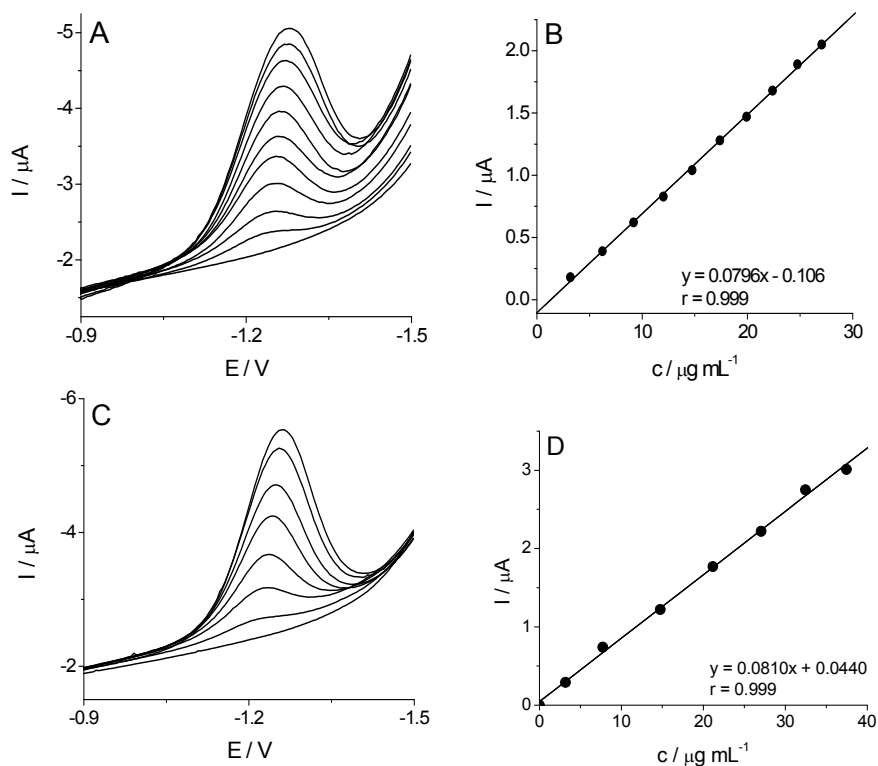 A
-5
-4
-3
-2
I / μA
-0.9
-1.2
-1.5
E / V
B
2.0
1.5
1.0
0.5
0.0
I / μA
y = 0.0796x - 0.106
r = 0.999
0
10
20
30
c / μg mL⁻¹
C
-6
-4
-2
I / μA
-0.9
-1.2
-1.5
E / V
D
3
2
1
0
I / μA
y = 0.0810x + 0.0440
r = 0.999
0
10
20
30
40
c / μg mL⁻¹